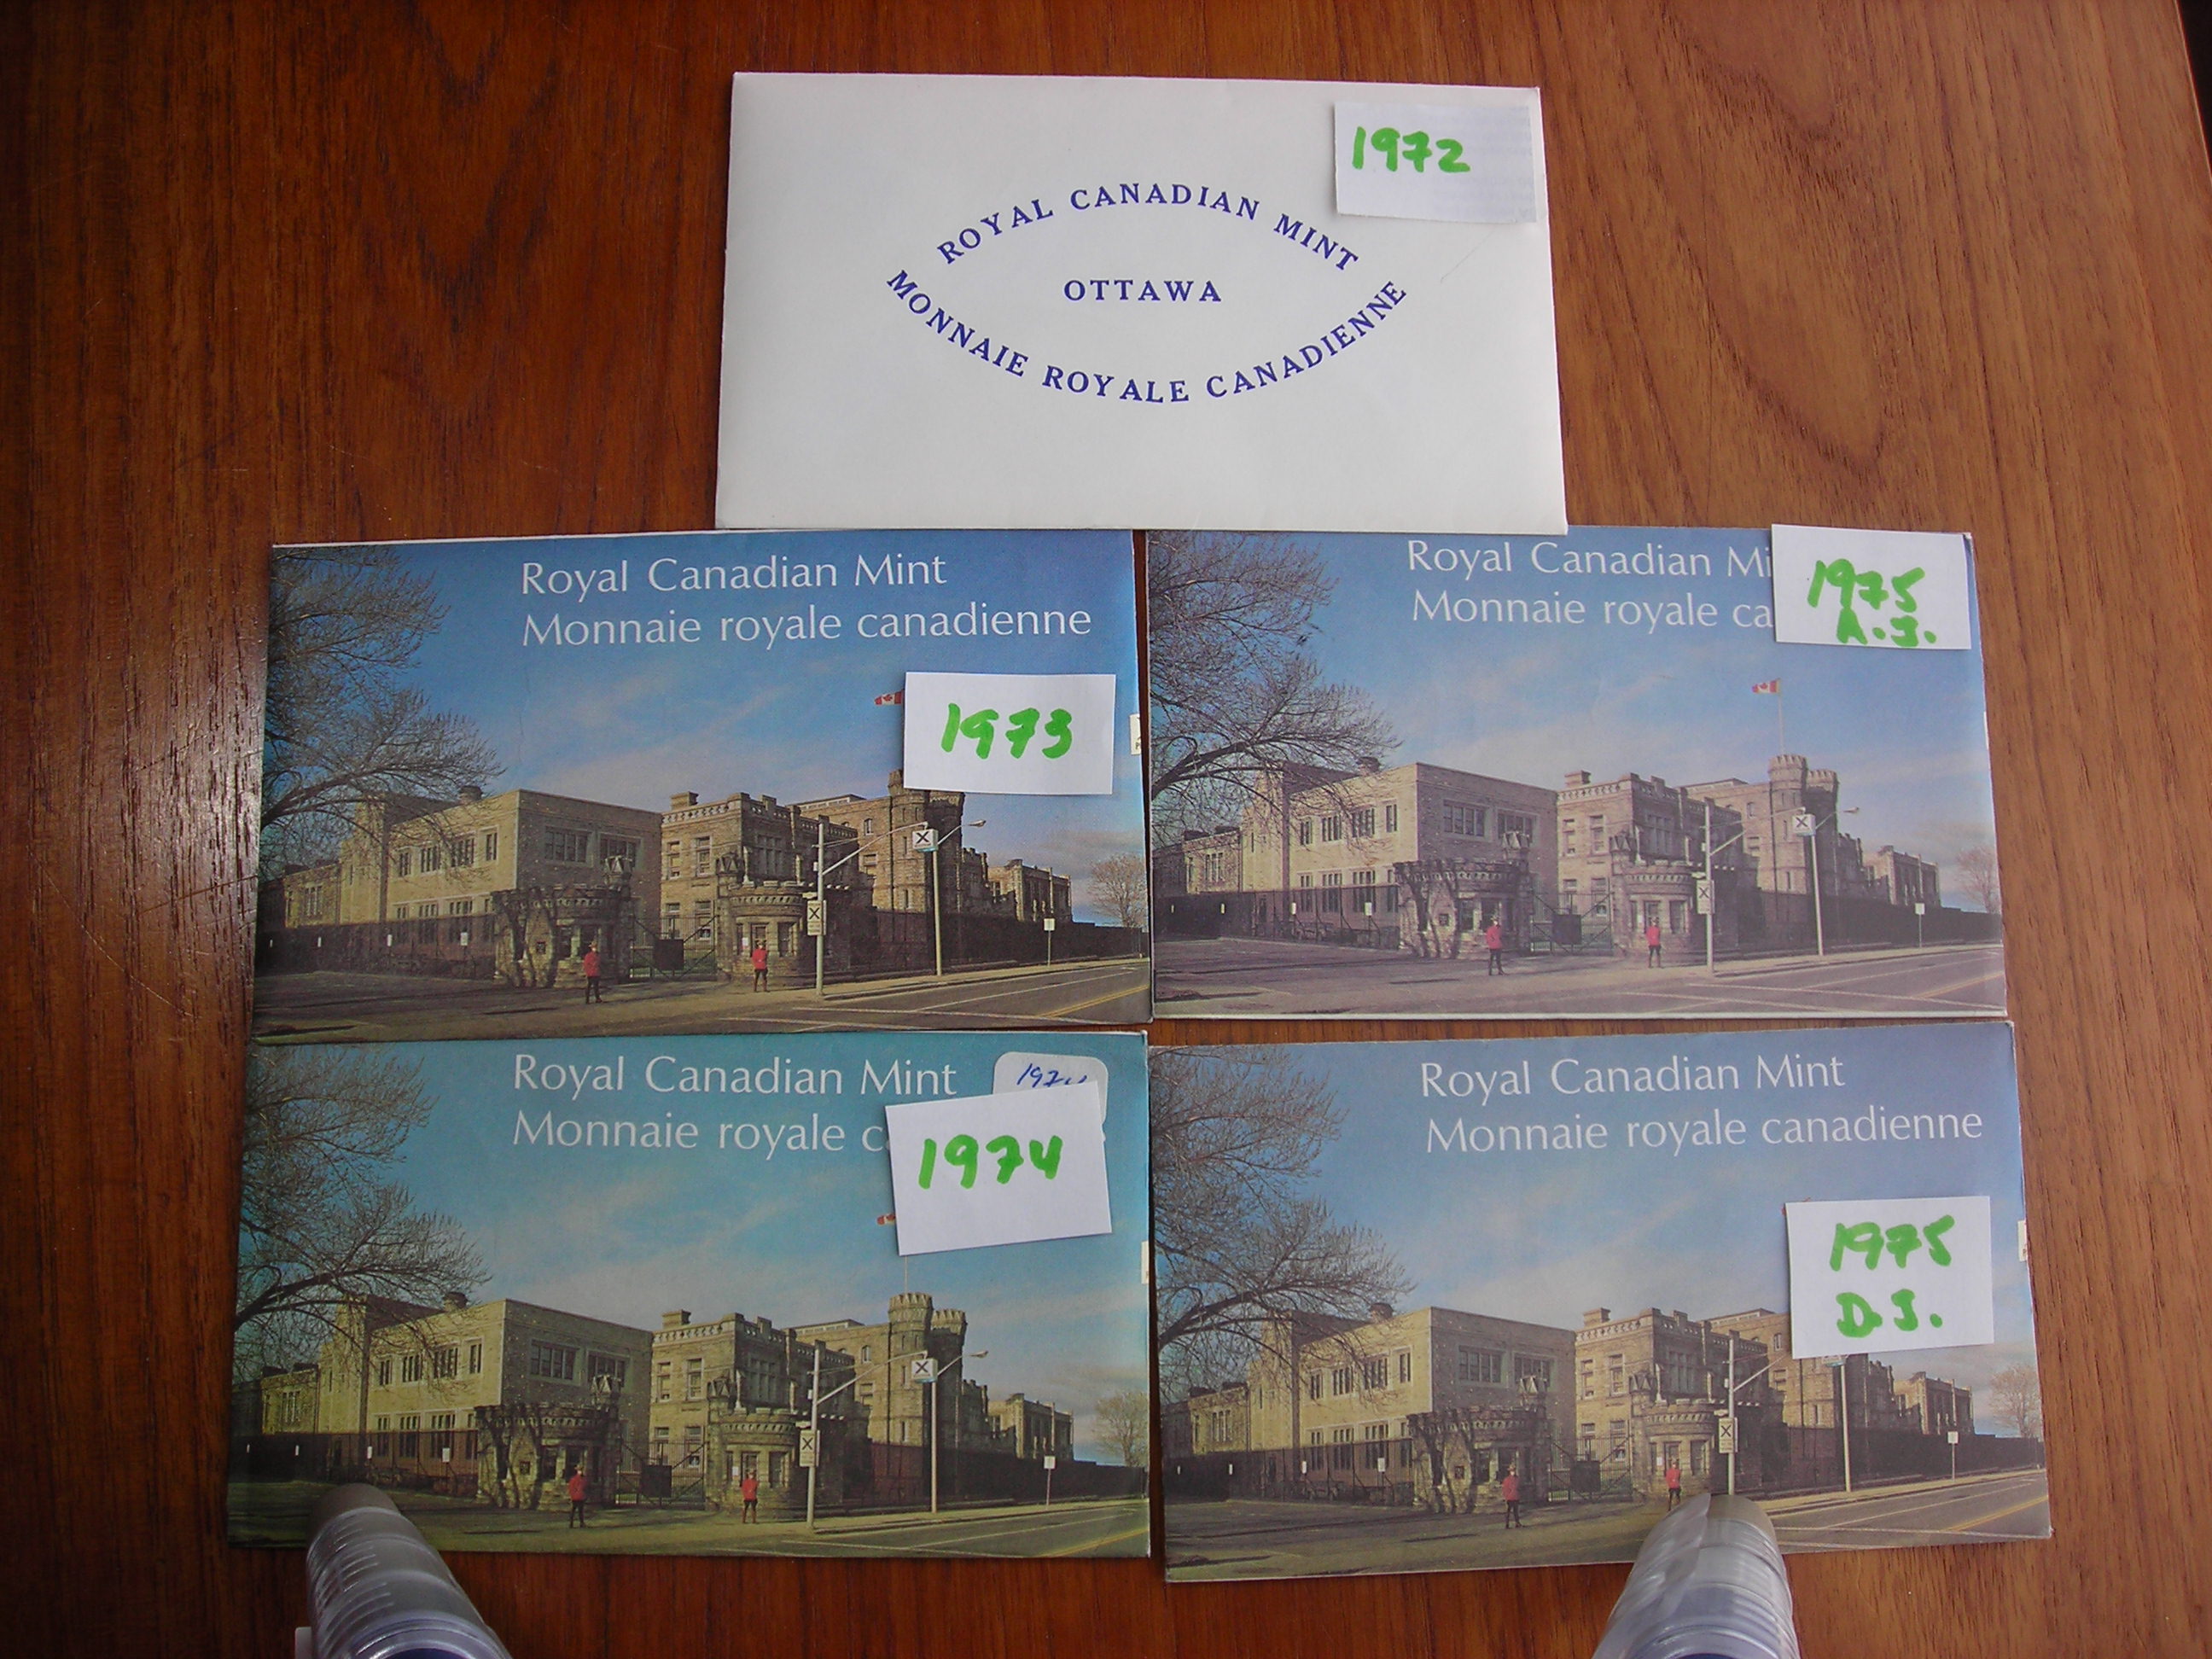 1972
ROYAL CANADIAN MINT
OTTAWA
MONNAIE ROYALE CANADIENNE
Royal Canadian Mint
Monnaie royale canadienne
1973
Royal Canadian Mi
Monnaie royale ca
1975
A.J.
Royal Canadian Mint
Monnaie royale c
1974
1974
Royal Canadian Mint
Monnaie royale canadienne
1975
D.J.
X
X
X
X
X
X
X